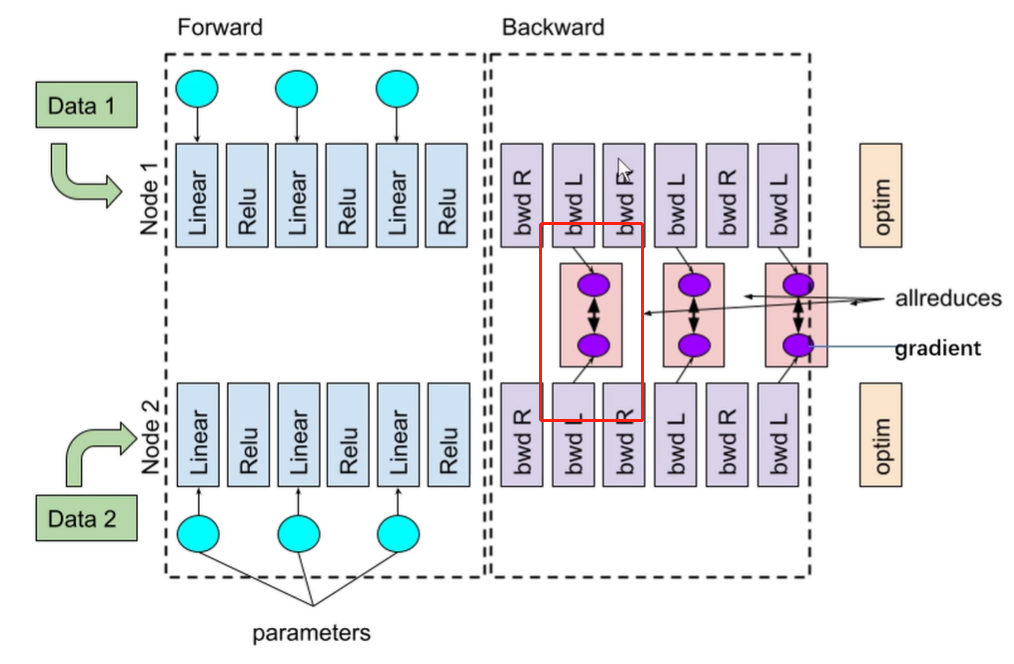 Forward
Backward
Data 1
Node 1
Linear
Relu
Linear
Relu
Linear
Relu
bwd R
bwd L
bwd R
bwd L
bwd R
bwd L
optim
allreduces
gradient
Node 2
Linear
Relu
Linear
Relu
Linear
Relu
bwd R
bwd L
bwd R
bwd L
bwd R
bwd L
optim
Data 2
parameters